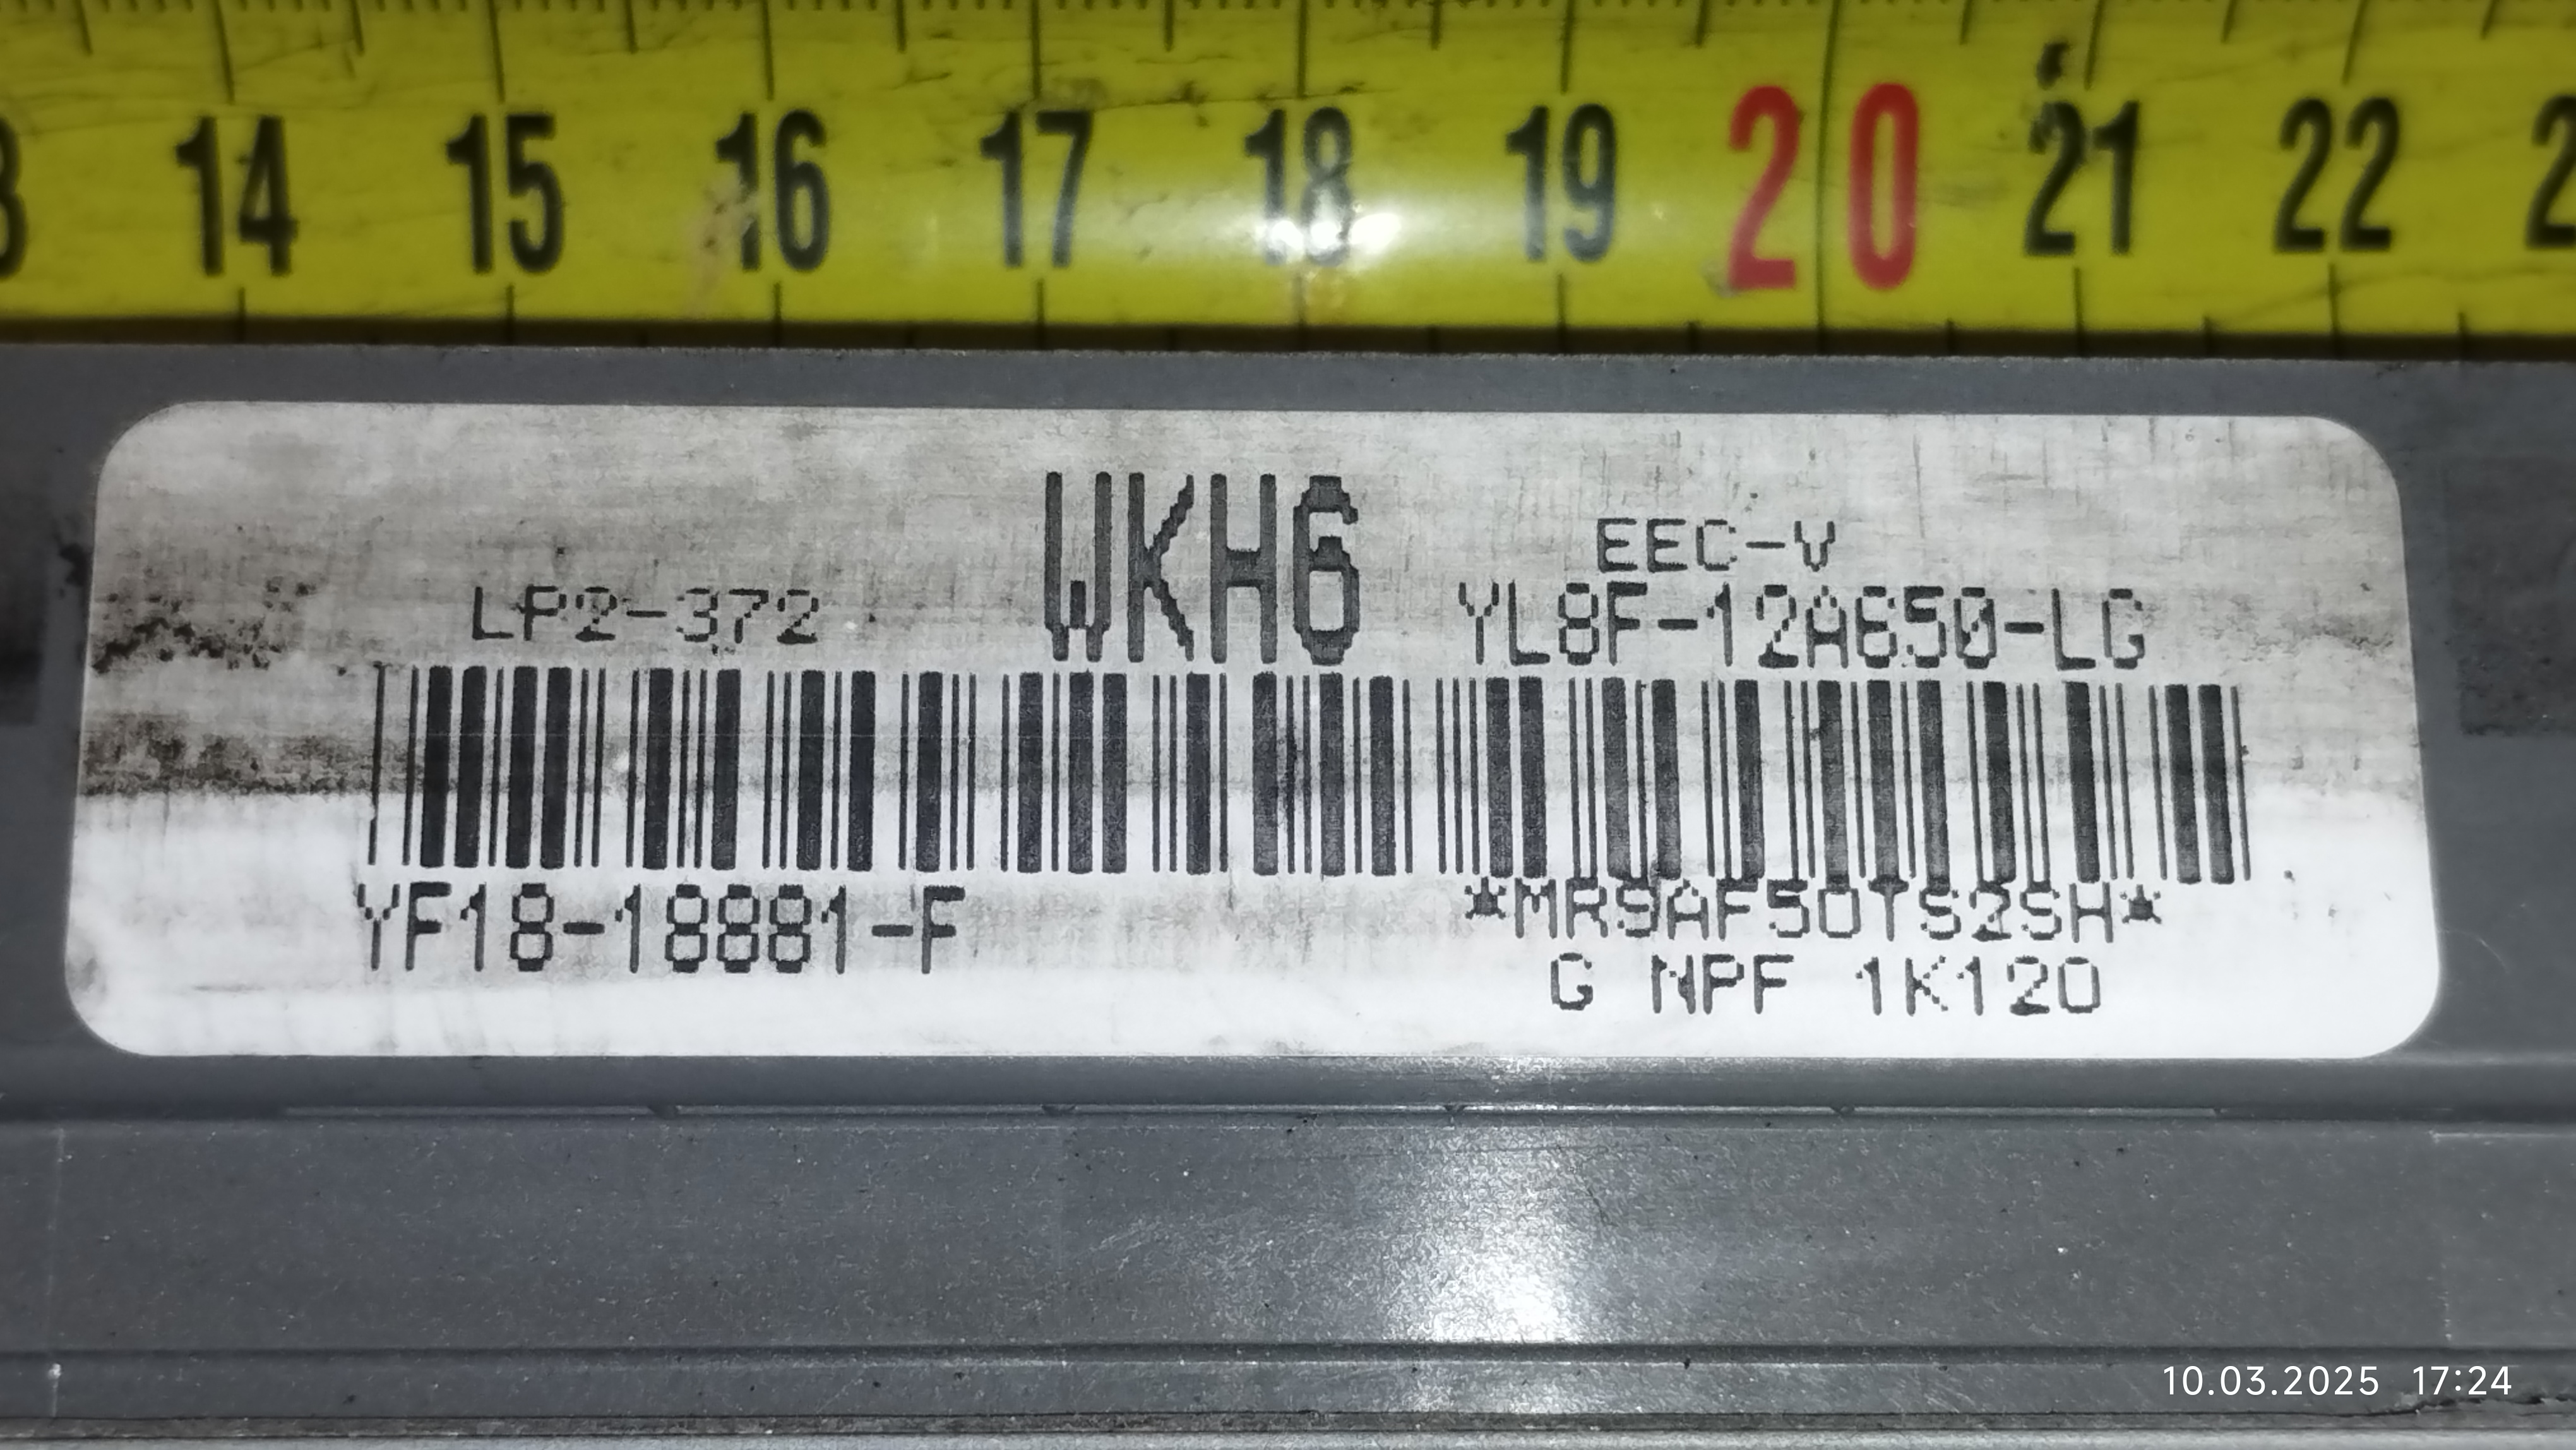 14 15 16 17 18 19 20 21 22
WKH6
EEC-V
LP2-372
YL8F-12A650-LG
YF18-18881-F
*MR9AF50TS2SH*
G NPF 1K120
10.03.2025 17:24